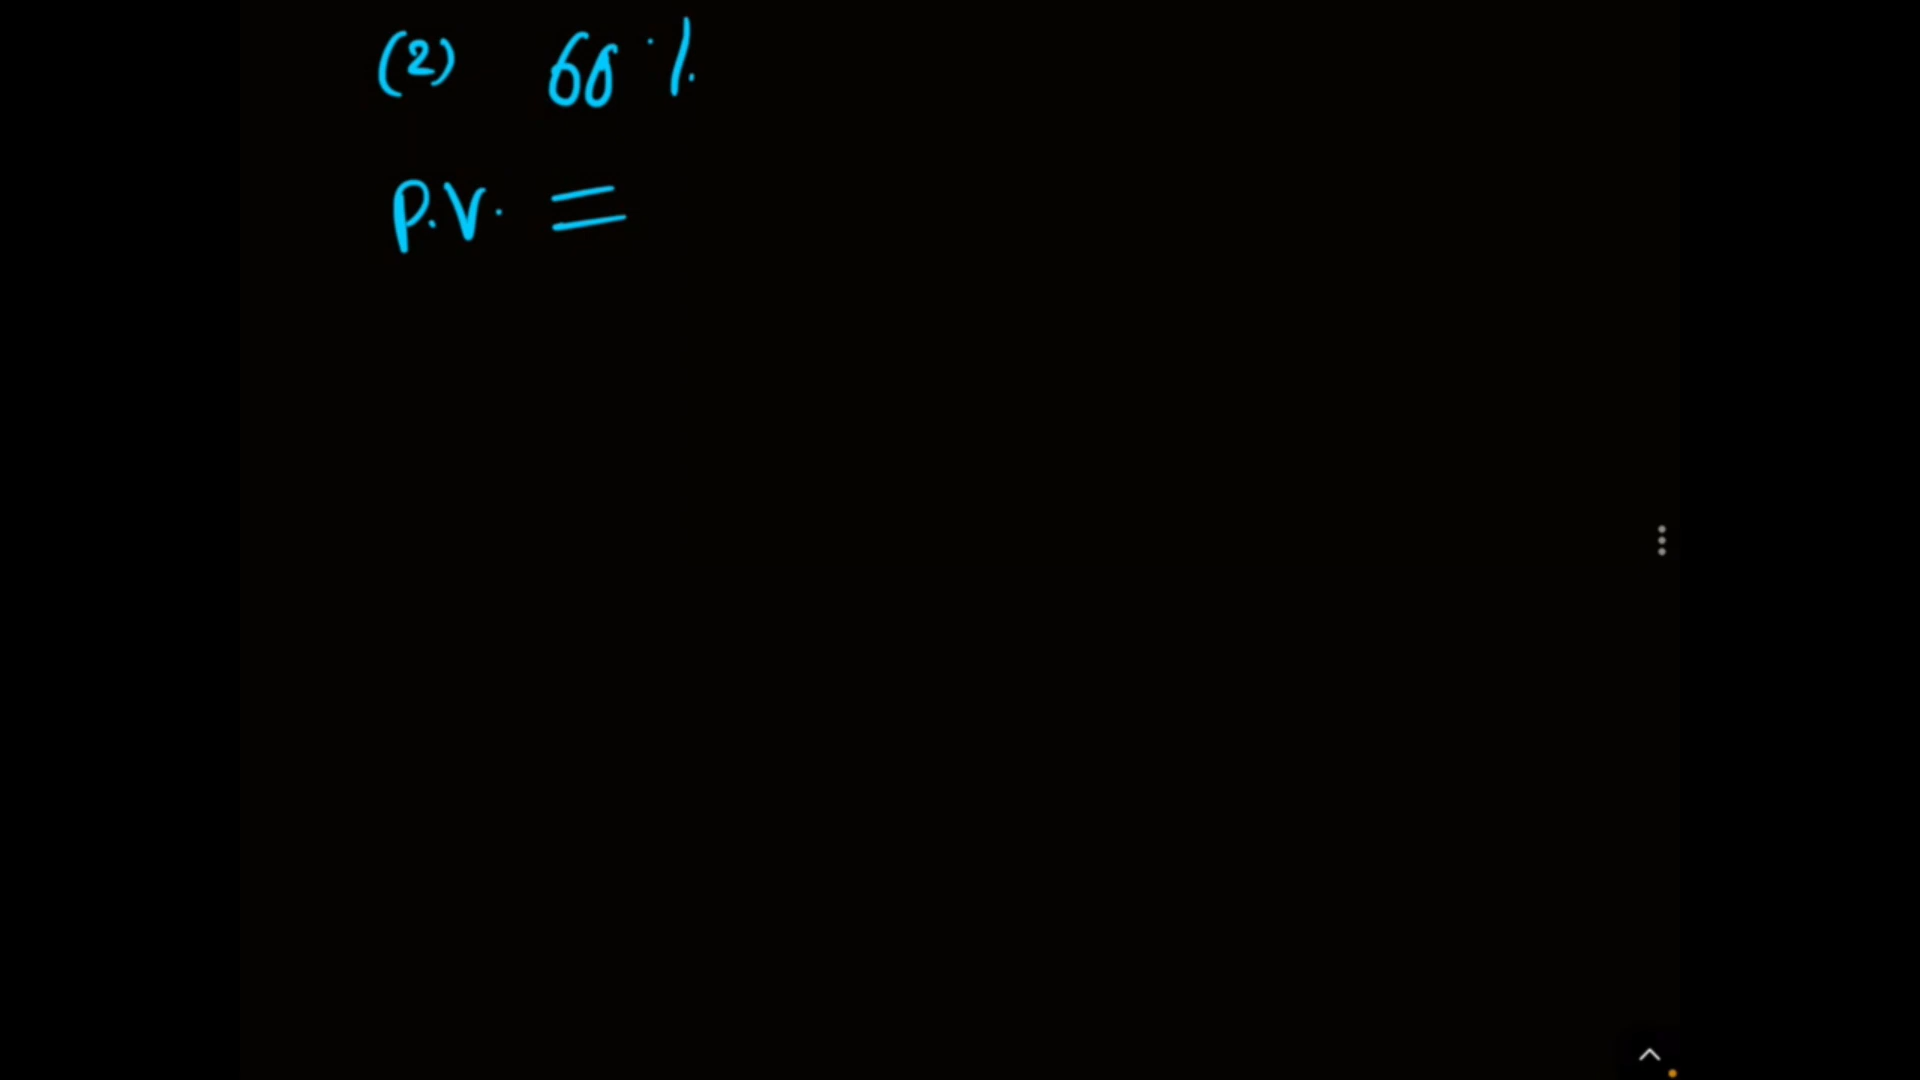 (2) 66 %
P.V. =